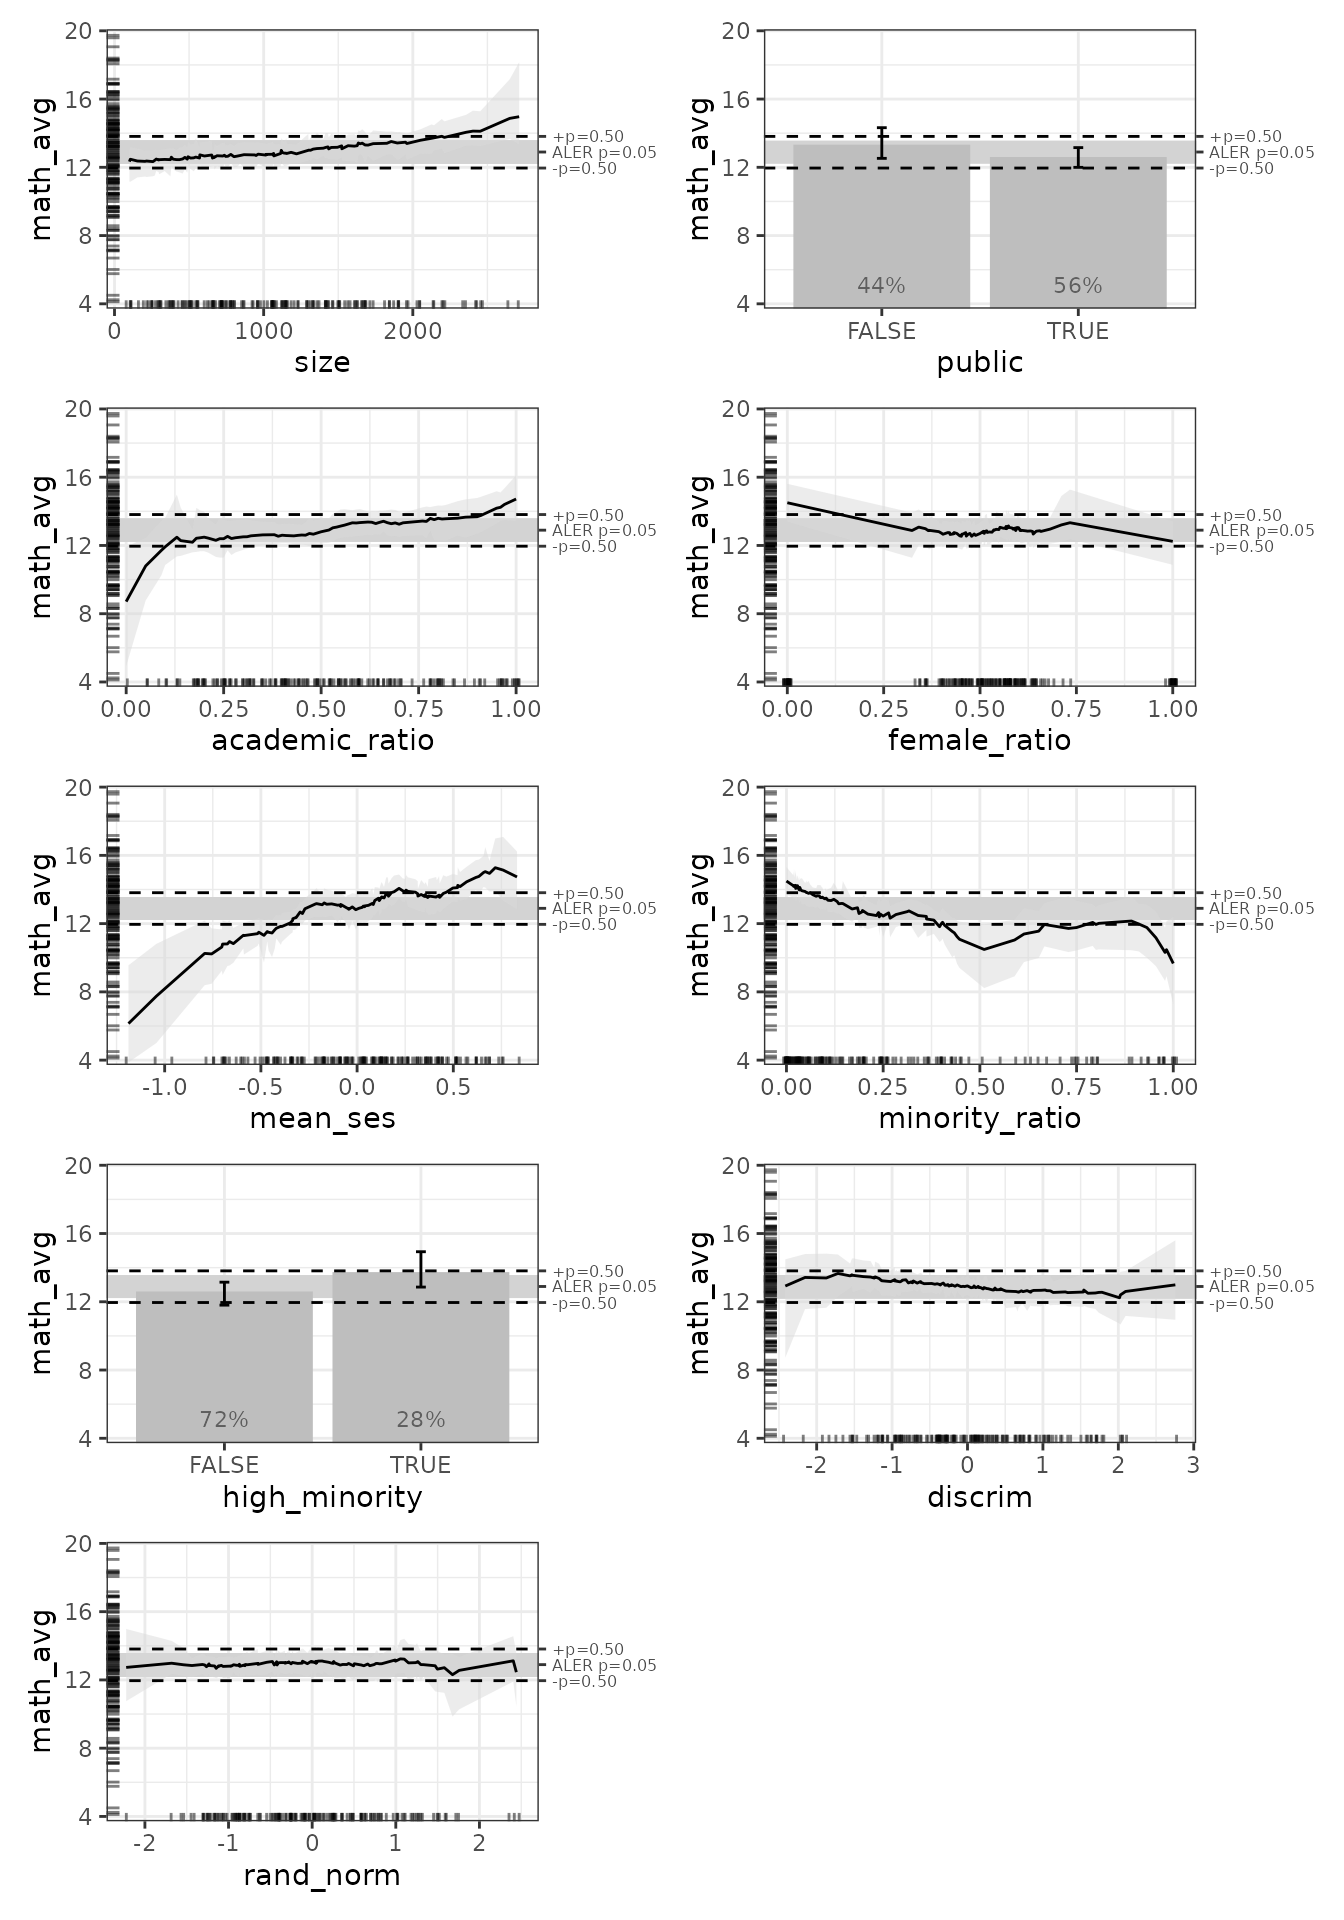 20
16
12
8
4
math_avg
+p=0.50
ALER p=0.05
-p=0.50
0 1000 2000
size
20
16
12
8
4
math_avg
44% 56%
+p=0.50
ALER p=0.05
-p=0.50
FALSE TRUE
public
20
16
12
8
4
math_avg
+p=0.50
ALER p=0.05
-p=0.50
0.00 0.25 0.50 0.75 1.00
academic_ratio
20
16
12
8
4
math_avg
+p=0.50
ALER p=0.05
-p=0.50
0.00 0.25 0.50 0.75 1.00
female_ratio
20
16
12
8
4
math_avg
+p=0.50
ALER p=0.05
-p=0.50
-1.0 -0.5 0.0 0.5
mean_ses
20
16
12
8
4
math_avg
+p=0.50
ALER p=0.05
-p=0.50
0.00 0.25 0.50 0.75 1.00
minority_ratio
20
16
12
8
4
math_avg
72% 28%
+p=0.50
ALER p=0.05
-p=0.50
FALSE TRUE
high_minority
20
16
12
8
4
math_avg
+p=0.50
ALER p=0.05
-p=0.50
-2 -1 0 1 2 3
discrim
20
16
12
8
4
math_avg
+p=0.50
ALER p=0.05
-p=0.50
-2 -1 0 1 2
rand_norm